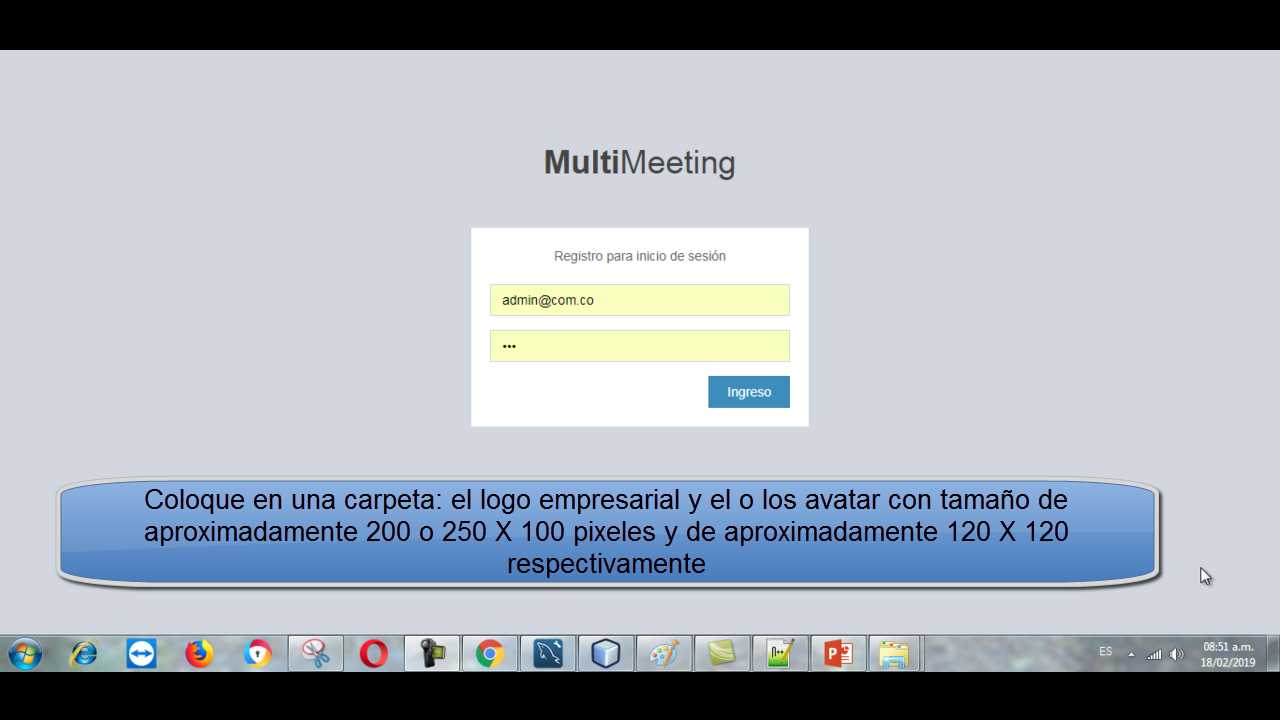 MultiMeeting
Registro para inicio de sesión
admin@com.co
•••
Ingreso
Coloque en una carpeta: el logo empresarial y el o los avatar con tamaño de
aproximadamente 200 o 250 X 100 pixeles y de aproximadamente 120 X 120
respectivamente
ES
08:51 a.m.
18/02/2019